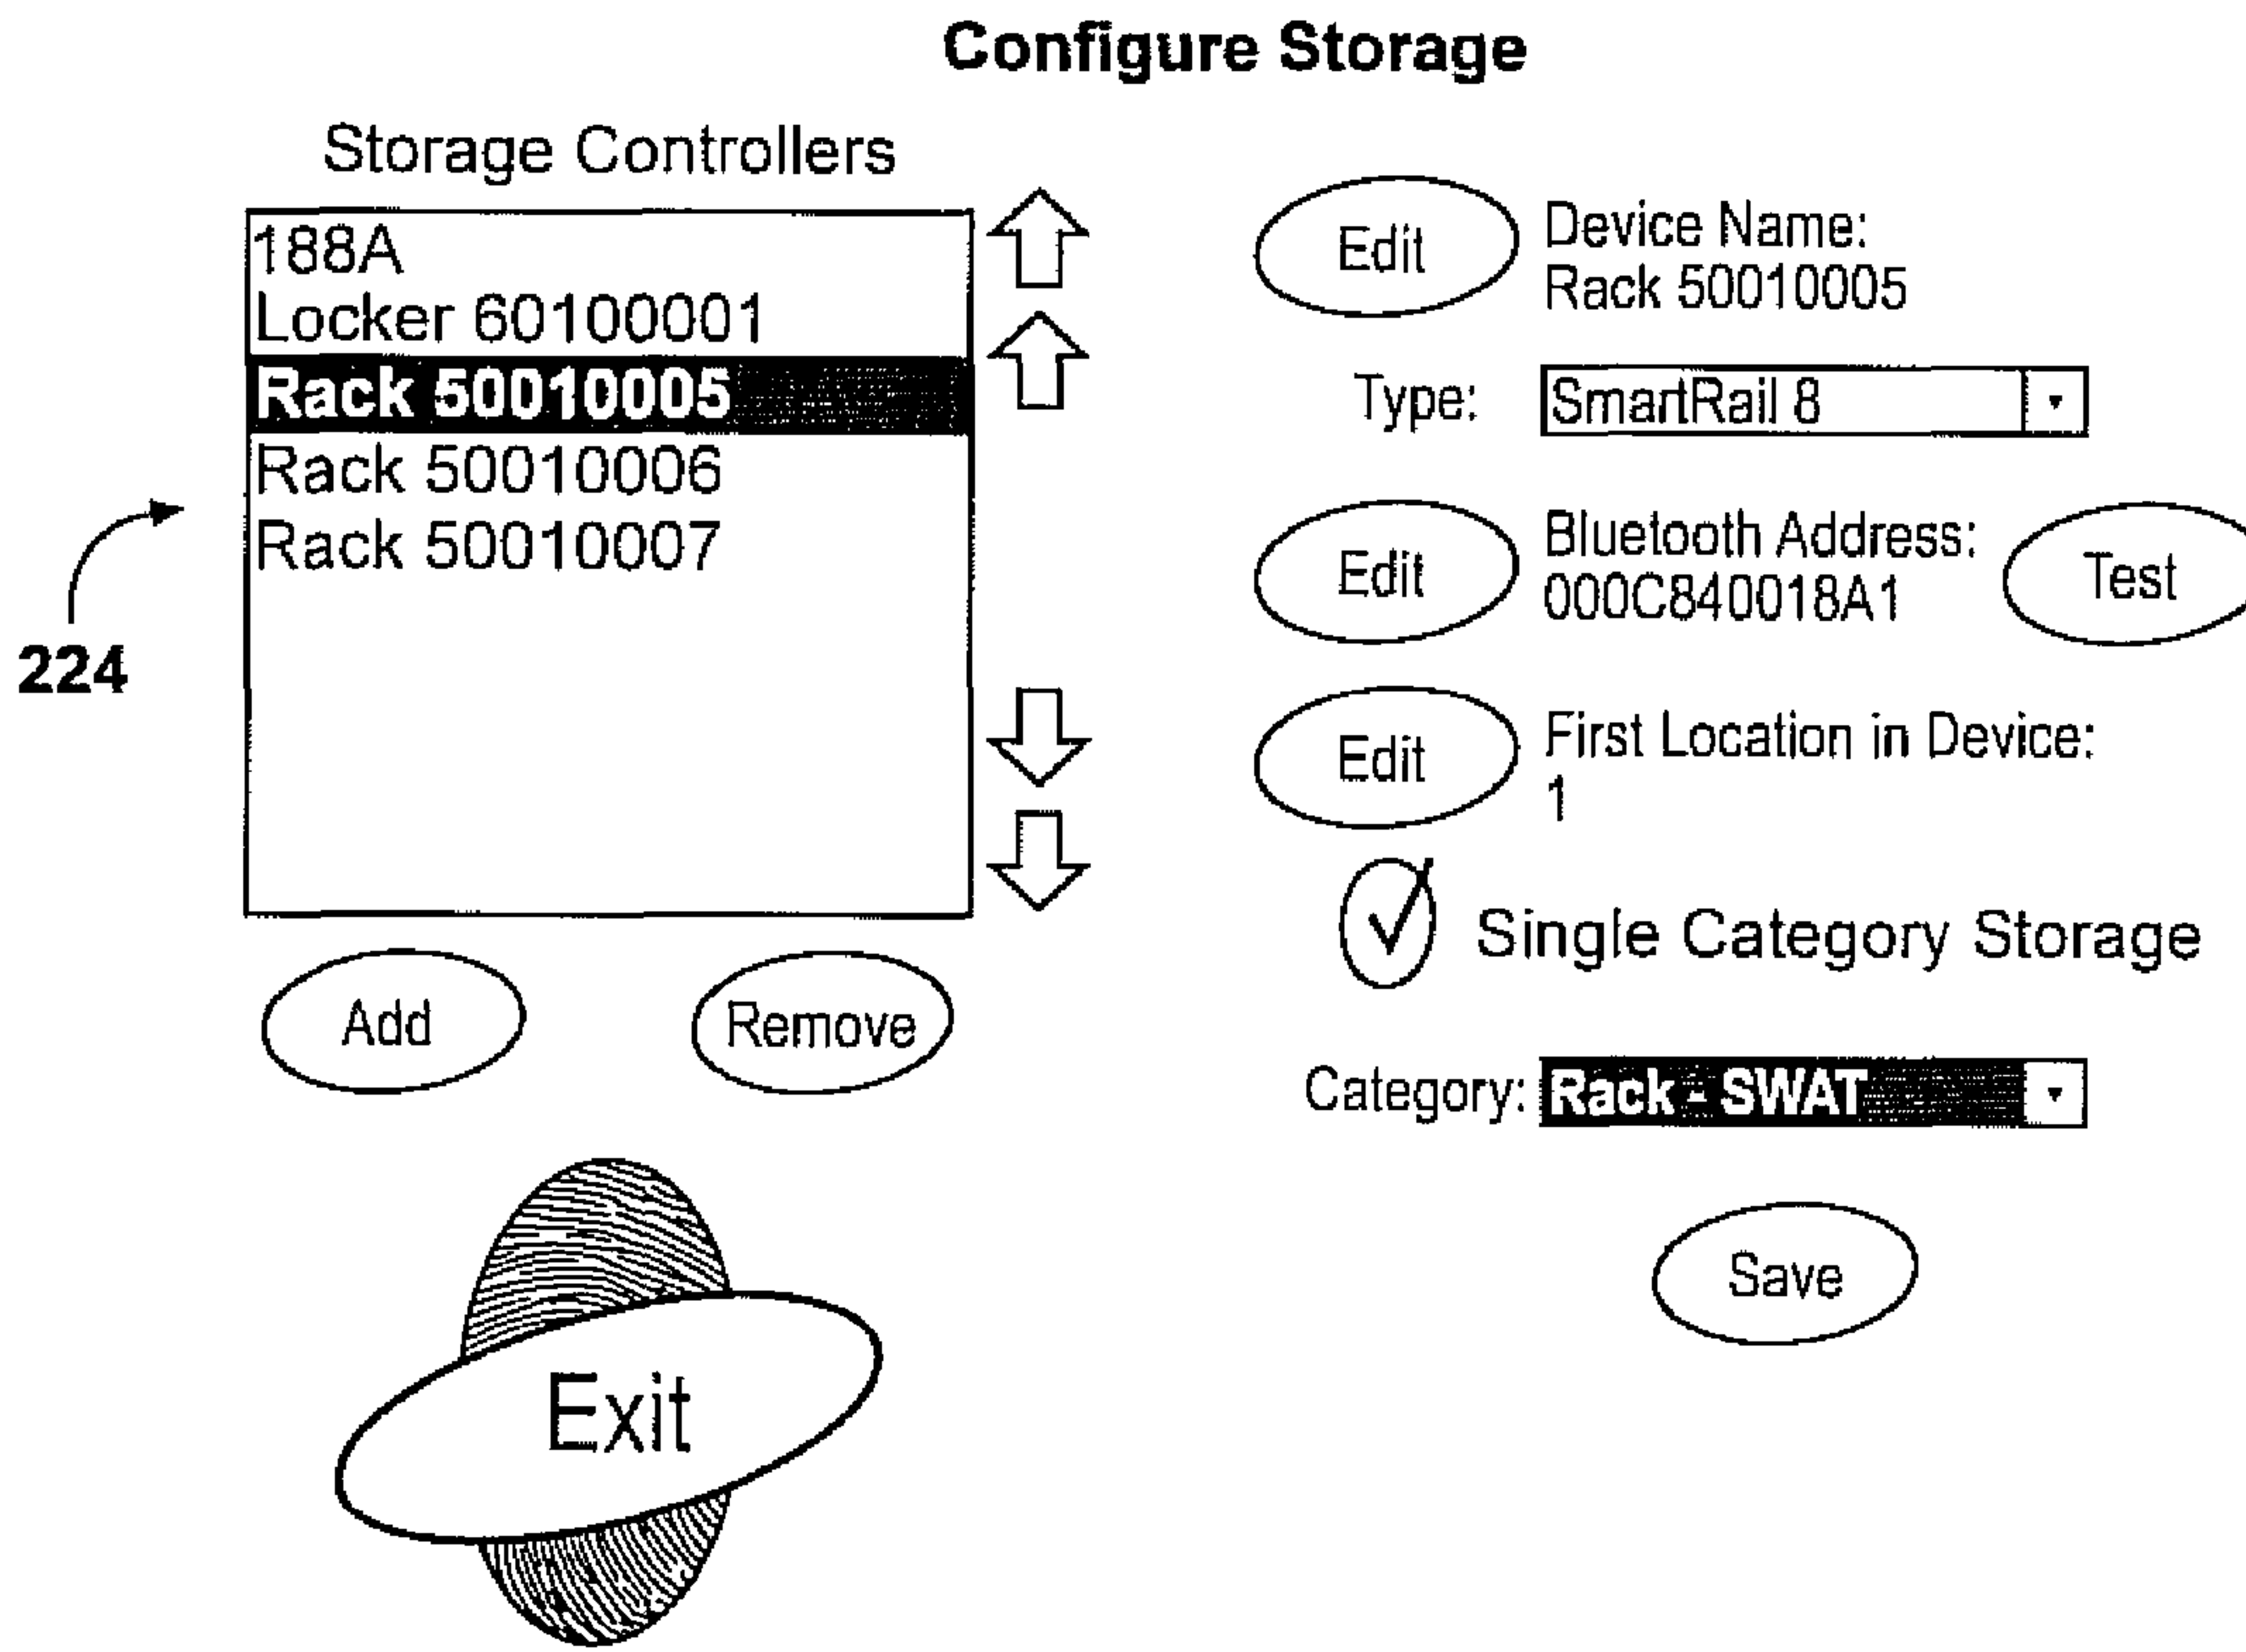 Configure Storage
Storage Controllers
188A
Locker 60100001
Rack 50010005
Rack 50010006
Rack 50010007
224
Add
Remove
Exit
Edit
Device Name:
Rack 50010005
Type:
SmartRail 8
Edit
Bluetooth Address:
000C840018A1
Test
Edit
First Location in Device:
1
Single Category Storage
Category:
Rack - SWAT
Save